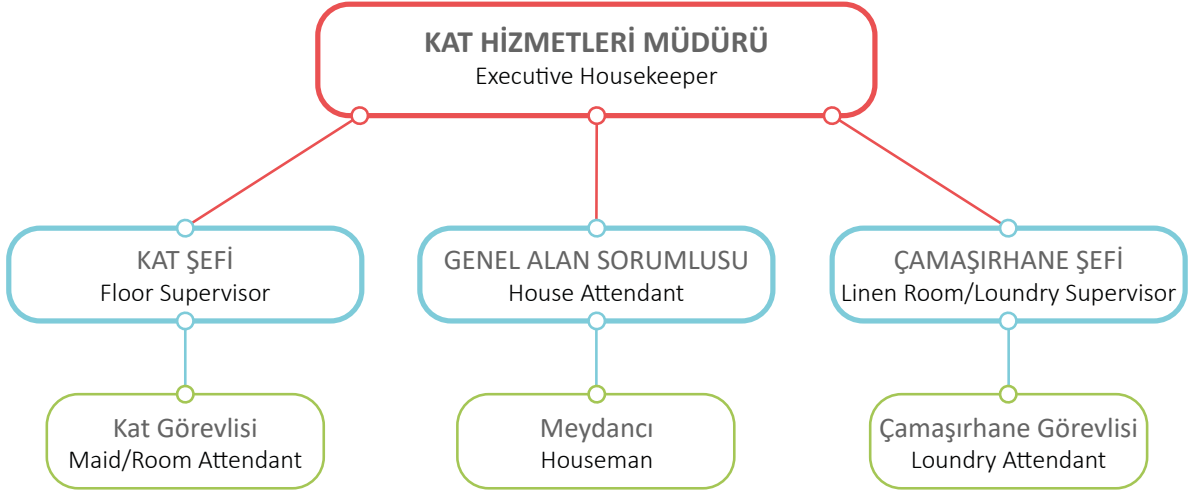 KAT HİZMETLERİ MÜDÜRÜ
Executive Housekeeper
KAT ŞEFİ
Floor Supervisor
GENEL ALAN SORUMLUSU
House Attendant
ÇAMAŞIRHANE ŞEFİ
Linen Room/Loundry Supervisor
Kat Görevlisi
Maid/Room Attendant
Meydancı
Houseman
Çamaşırhane Görevlisi
Loundry Attendant